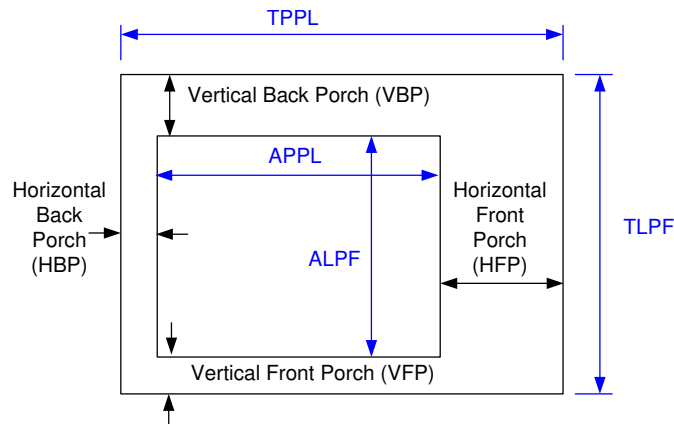 TPPL
Vertical Back Porch (VBP)
APPL
Horizontal
Back
Porch
(HBP)
ALPF
Horizontal
Front
Porch
(HFP)
TLPF
Vertical Front Porch (VFP)